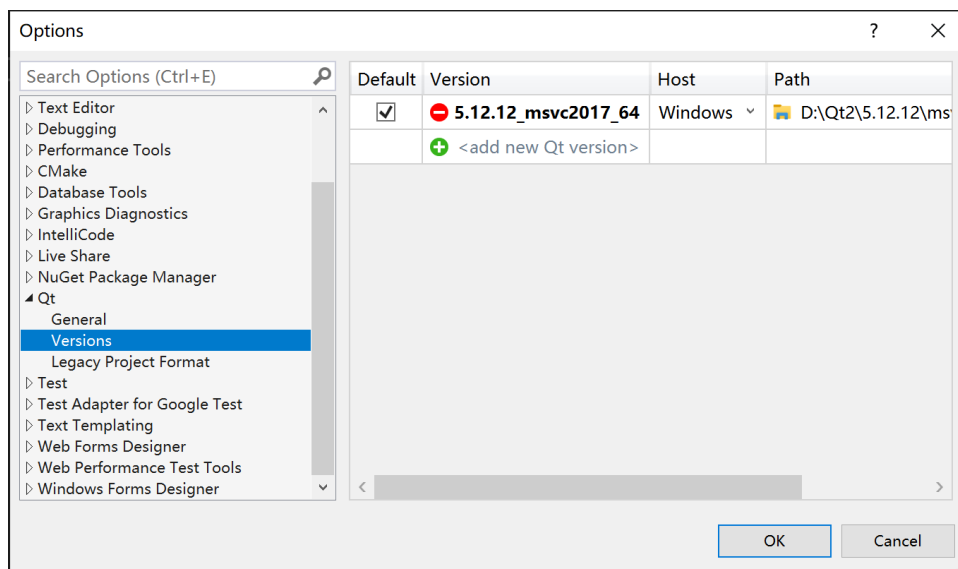 Options
?
Search Options (Ctrl+E)
Text Editor
Debugging
Performance Tools
CMake
Database Tools
Graphics Diagnostics
IntelliCode
Live Share
NuGet Package Manager
Qt
General
Versions
Legacy Project Format
Test
Test Adapter for Google Test
Text Templating
Web Forms Designer
Web Performance Test Tools
Windows Forms Designer
Default Version Host Path
5.12.12_msvc2017_64 Windows D:\Qt2\5.12.12\ms
<add new Qt version>
OK Cancel